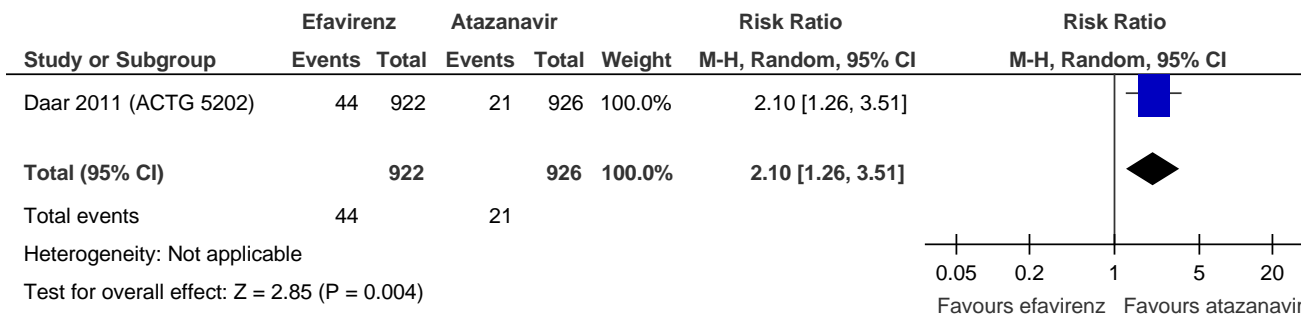 Efavirenz Atazanavir Risk Ratio Risk Ratio
Study or Subgroup Events Total Events Total Weight M-H, Random, 95% CI M-H, Random, 95% CI
Daar 2011 (ACTG 5202) 44 922 21 926 100.0% 2.10 [1.26, 3.51]
Total (95% CI) 922 926 100.0% 2.10 [1.26, 3.51]
Total events 44 21
Heterogeneity: Not applicable
Test for overall effect: Z = 2.85 (P = 0.004)
0.05 0.2 1 5 20
Favours efavirenz Favours atazanavir